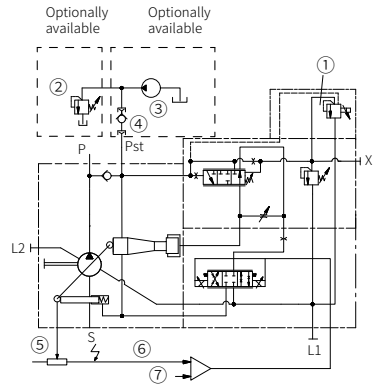 Optionally
available
Optionally
available
①
②
③
④
P
Pst
X
L2
S
L1
⑤
⑥
⑦